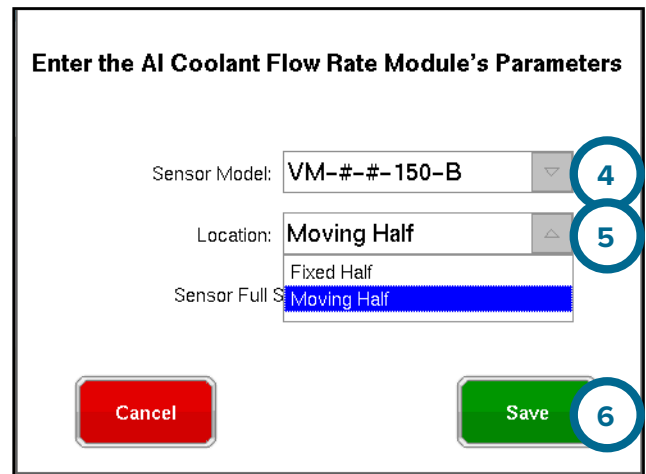 Enter the AI Coolant Flow Rate Module's Parameters
Sensor Model: VM-#-#-150-B 4
Location: Moving Half 5
Fixed Half
Sensor Full S Moving Half
Cancel Save 6